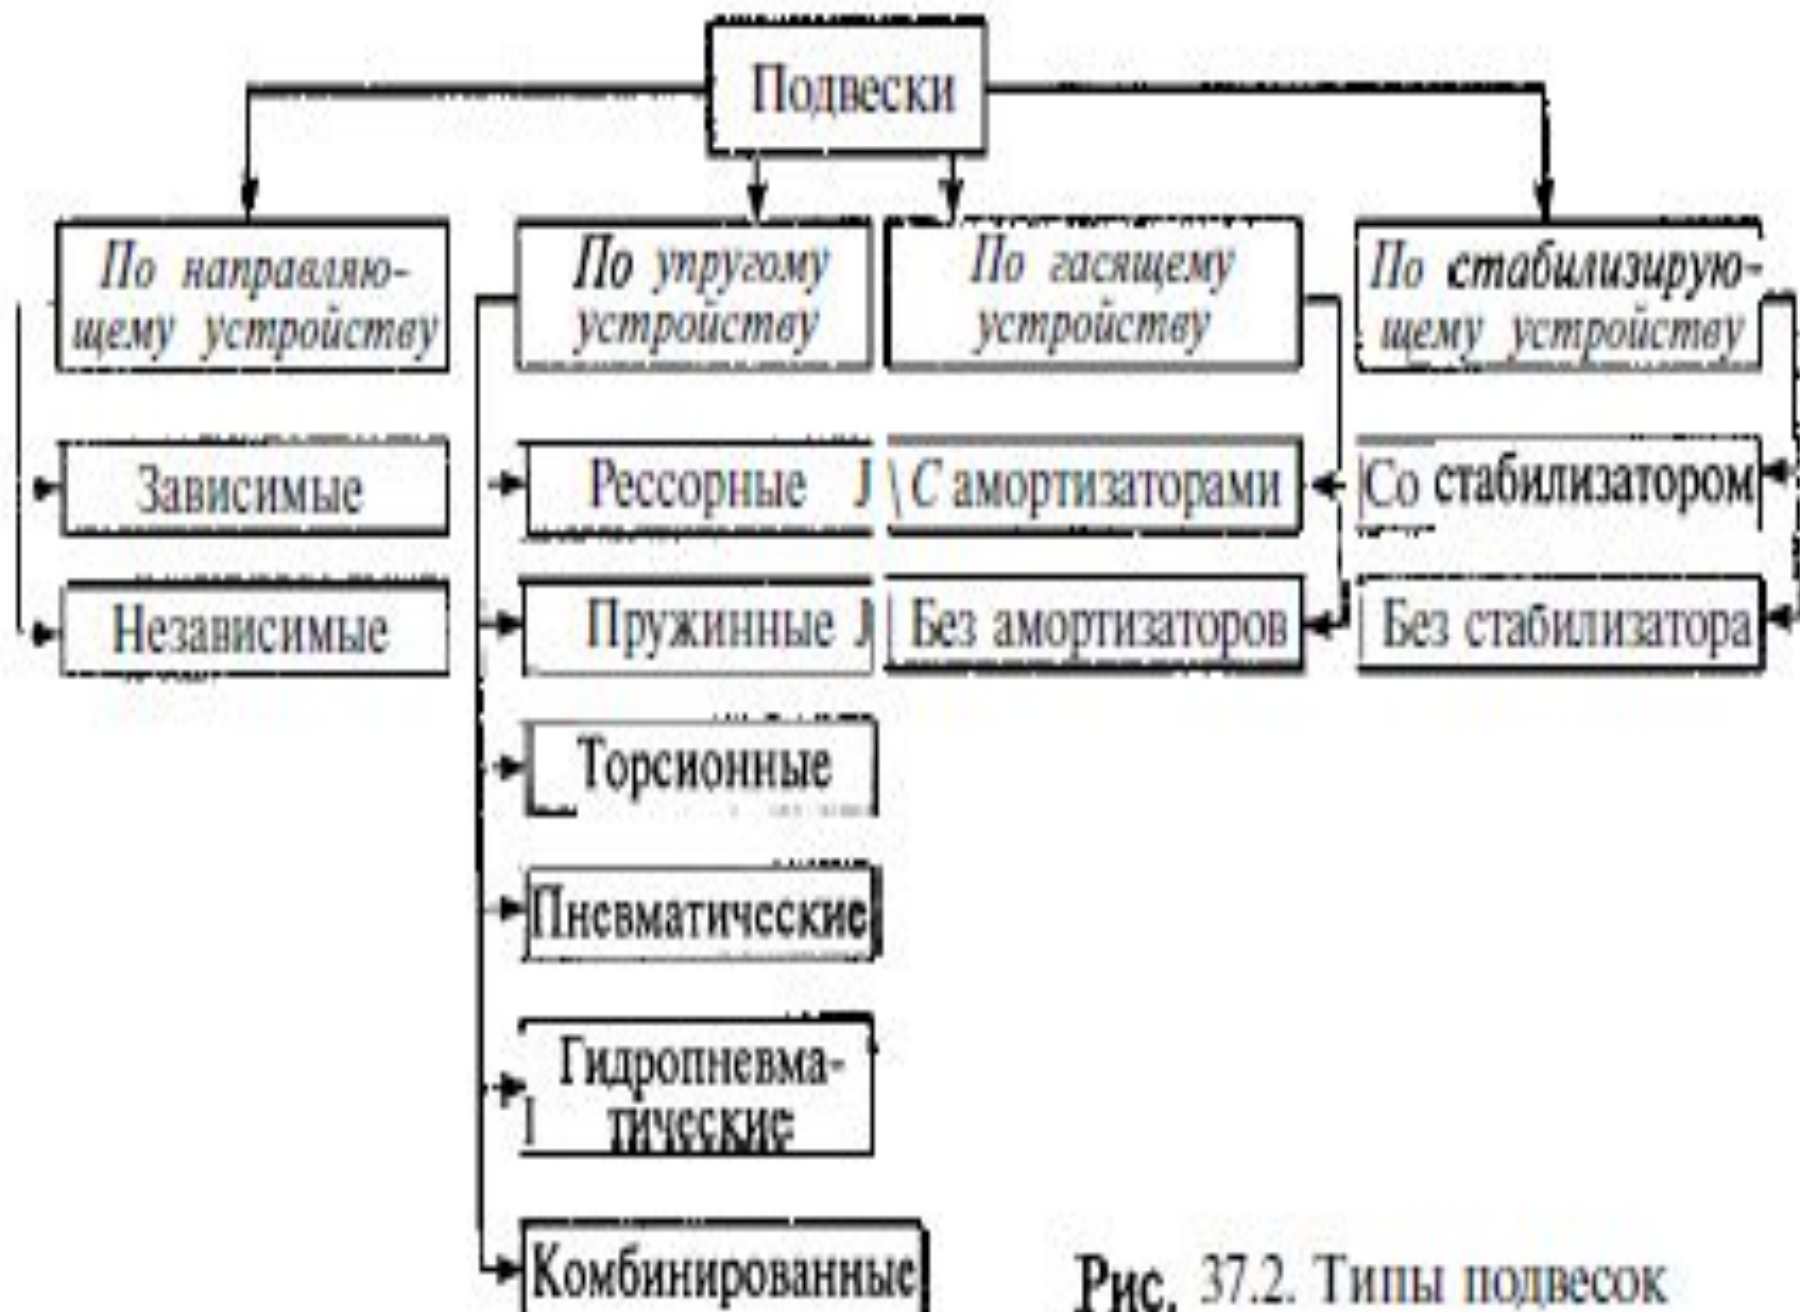 Подвески
По направляю-
щему устройству
По упругому
устройству
По гасящему
устройству
По стабилизирую-
щему устройству
Зависимые
Независимые
Рессорные
Пружинные
Торсионные
Пневматические
Гидропневма-
тические
Комбинированные
С амортизаторами
Без амортизаторов
Со стабилизатором
Без стабилизатора
Рис. 37.2. Типы подвесок